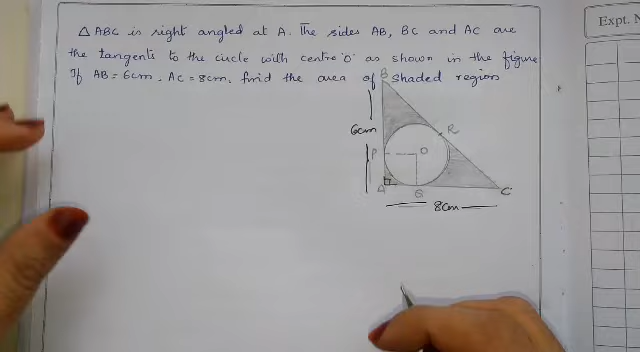 △ ABC is right angled at A. The sides AB, BC and AC are
the tangents to the circle with centre 'O' as shown in the figure
If AB = 6cm, AC = 8cm. find the area of shaded region
B
6cm
R
P
O
A
Q
C
8cm
Expt. N